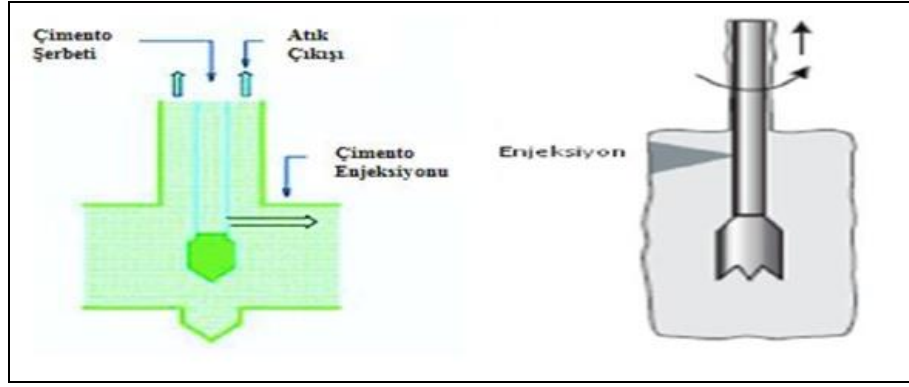 Çimento
Şerbeti
Atık
Çıkışı
Çimento
Enjeksiyonu
Enjeksiyon